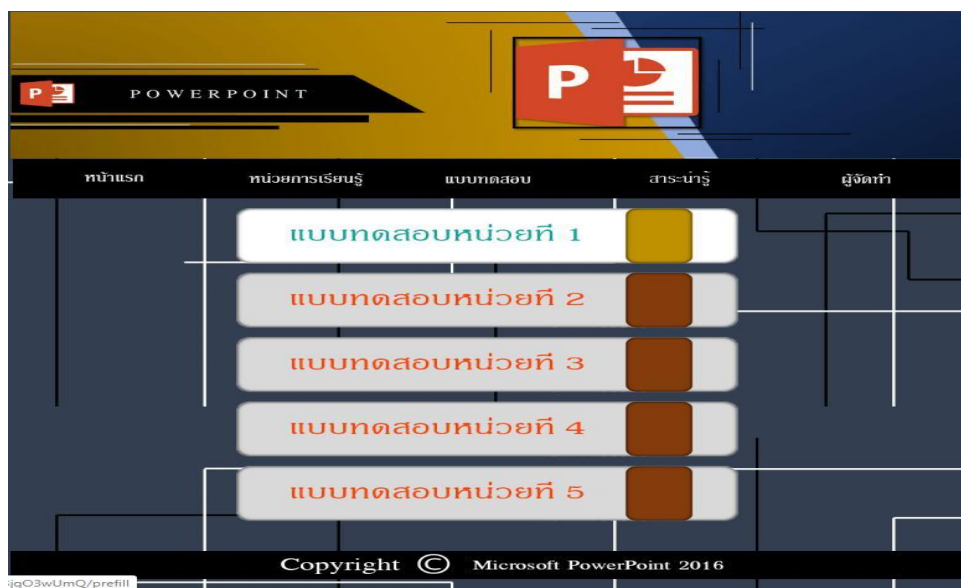 P
POWERPOINT
P
หน้าแรก หน่วยการเรียนรู้ แบบทดสอบ สาระน่ารู้ ผู้จัดทำ
แบบทดสอบหน่วยที่ 1
แบบทดสอบหน่วยที่ 2
แบบทดสอบหน่วยที่ 3
แบบทดสอบหน่วยที่ 4
แบบทดสอบหน่วยที่ 5
Copyright © Microsoft PowerPoint 2016
jqO3wUmQ/prefill